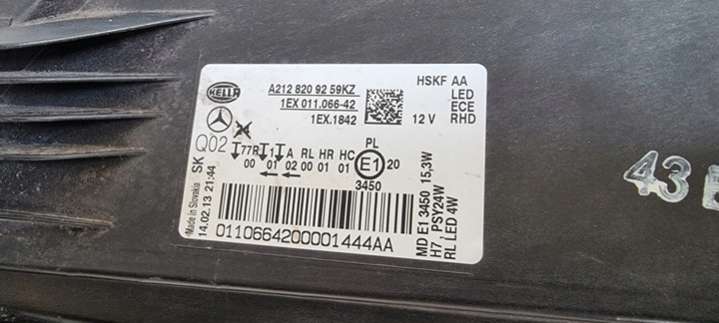 HELLA
A212 820 92 59KZ
1EX 011.066-42
1EX.1842
HSKF AA
LED
ECE
12 V RHD
Q02
77R 1 A RL HR HC
00 01 02 00 01 01
PL
E1 20
3450
SK
Made in Slovakia
14.02.13 21:44
0110664200001444AA
MD E1 3450 15,3W
H7, PSY24W
RL LED 4W
43